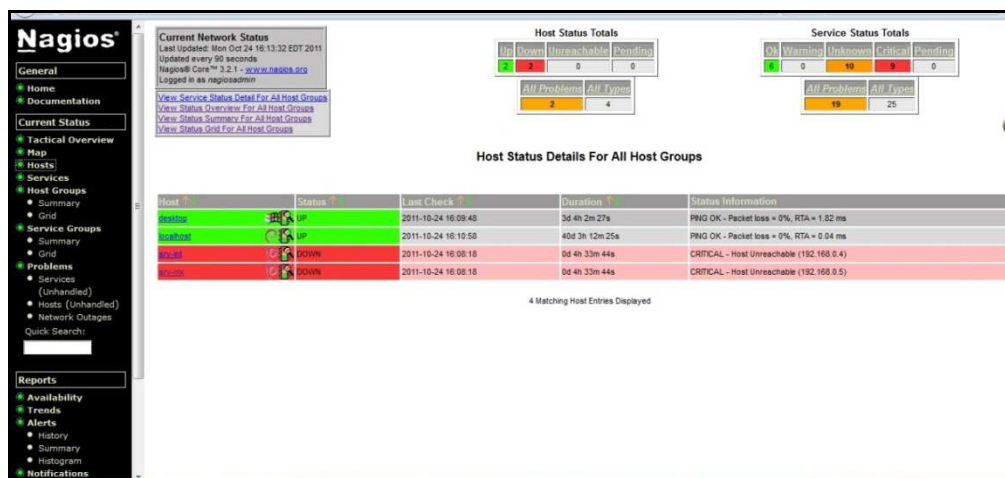 Nagios®
General
Home
Documentation
Current Status
Tactical Overview
Map
Hosts
Services
Host Groups
Summary
Grid
Service Groups
Summary
Grid
Problems
Services
(Unhandled)
Hosts (Unhandled)
Network Outages
Quick Search:
Reports
Availability
Trends
Alerts
History
Summary
Histogram
Notifications
Current Network Status
Last Updated: Mon Oct 24 16:13:32 EDT 2011
Updated every 90 seconds
Nagios® Core™ 3.2.1 - www.nagios.org
Logged in as nagiosadmin
View Service Status Detail For All Host Groups
View Status Overview For All Host Groups
View Status Summary For All Host Groups
View Status Grid For All Host Groups
Host Status Totals
Up Down Unreachable Pending
2 2 0 0
All Problems All Types
2 4
Service Status Totals
Ok Warning Unknown Critical Pending
6 0 10 9 0
All Problems All Types
19 25
Host Status Details For All Host Groups
Host Status Last Check Duration Status Information
desktop UP 2011-10-24 16:09:48 3d 4h 2m 27s PING OK - Packet loss = 0%, RTA = 1.82 ms
localhost UP 2011-10-24 16:10:58 40d 3h 12m 25s PING OK - Packet loss = 0%, RTA = 0.04 ms
srv-int DOWN 2011-10-24 16:08:18 0d 4h 33m 44s CRITICAL - Host Unreachable (192.168.0.4)
srv-mx DOWN 2011-10-24 16:08:18 0d 4h 33m 44s CRITICAL - Host Unreachable (192.168.0.5)
4 Matching Host Entries Displayed